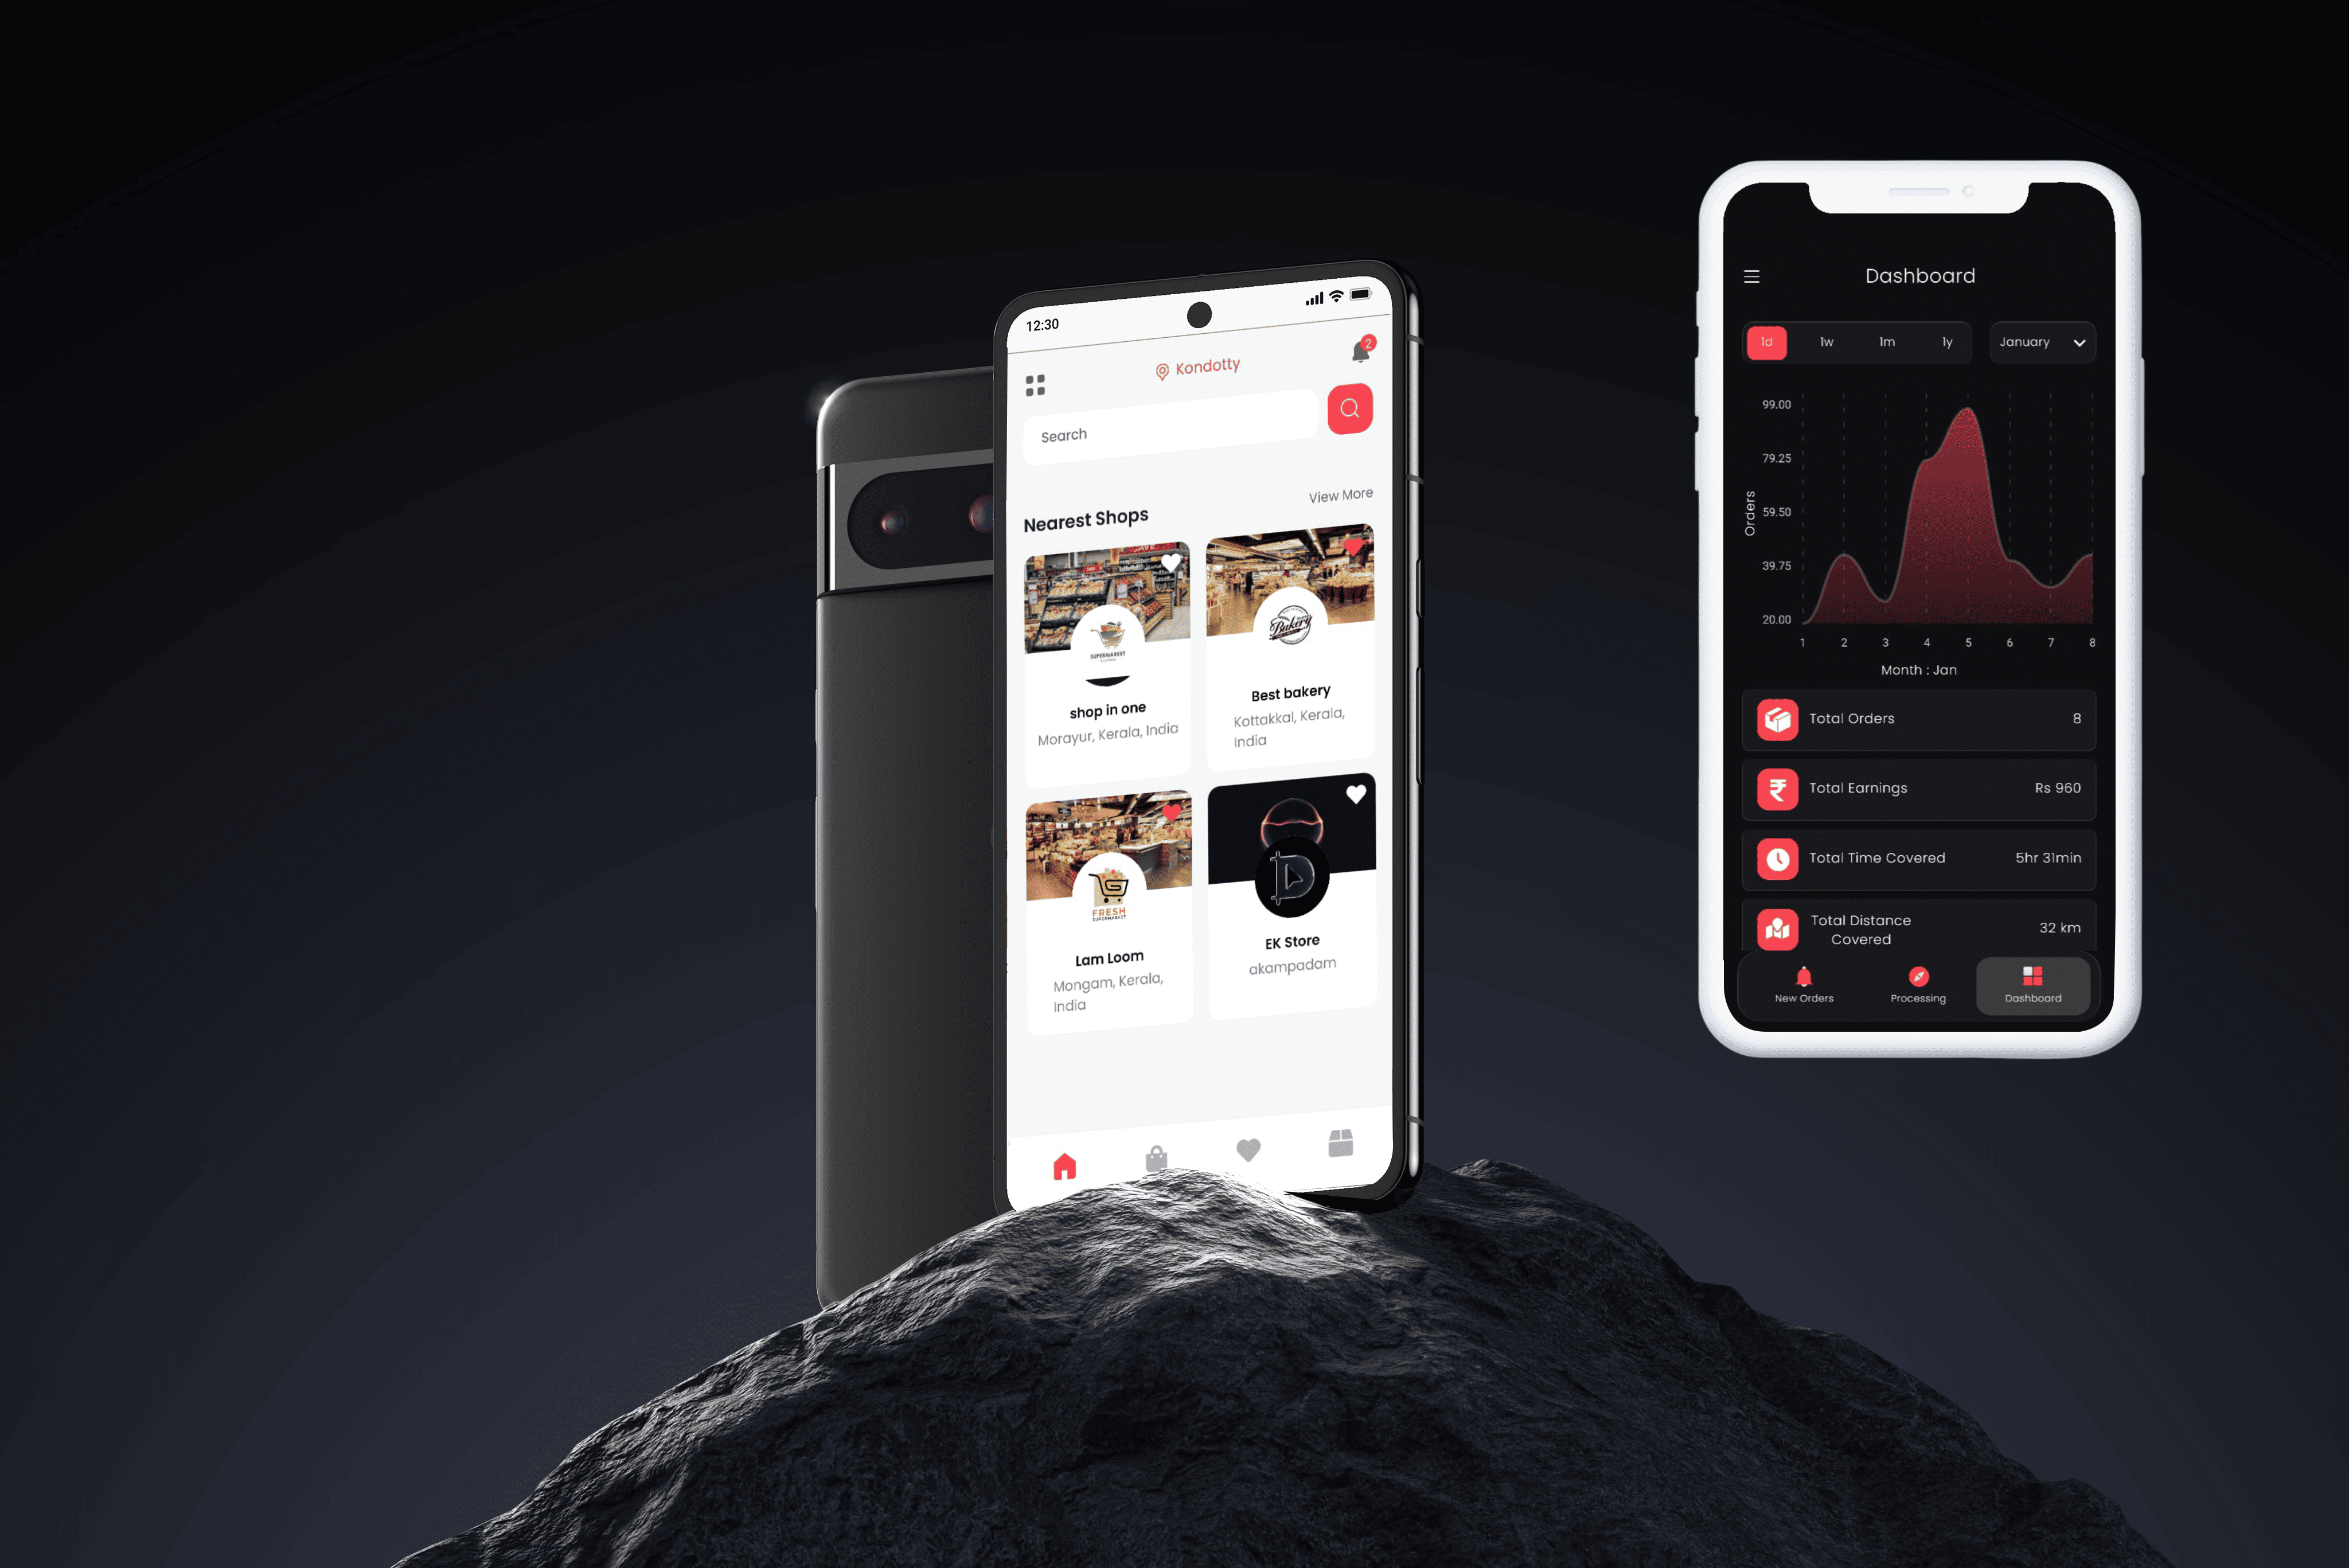 12:30
Kondotty
2
Search
View More
Nearest Shops
SAVE
SUPERMARKET
shop in one
Morayur, Kerala, India
Bakery
Best bakery
Kottakkal, Kerala,
India
FRESH
SUPERMARKET
Lam Loom
Mongam, Kerala,
India
EK Store
akampadam
Dashboard
1d
1w
1m
1y
January
Orders
99.00
79.25
59.50
39.75
20.00
1 2 3 4 5 6 7 8
Month : Jan
Total Orders 8
Total Earnings Rs 960
Total Time Covered 5hr 31min
Total Distance
Covered 32 km
New Orders
Processing
Dashboard